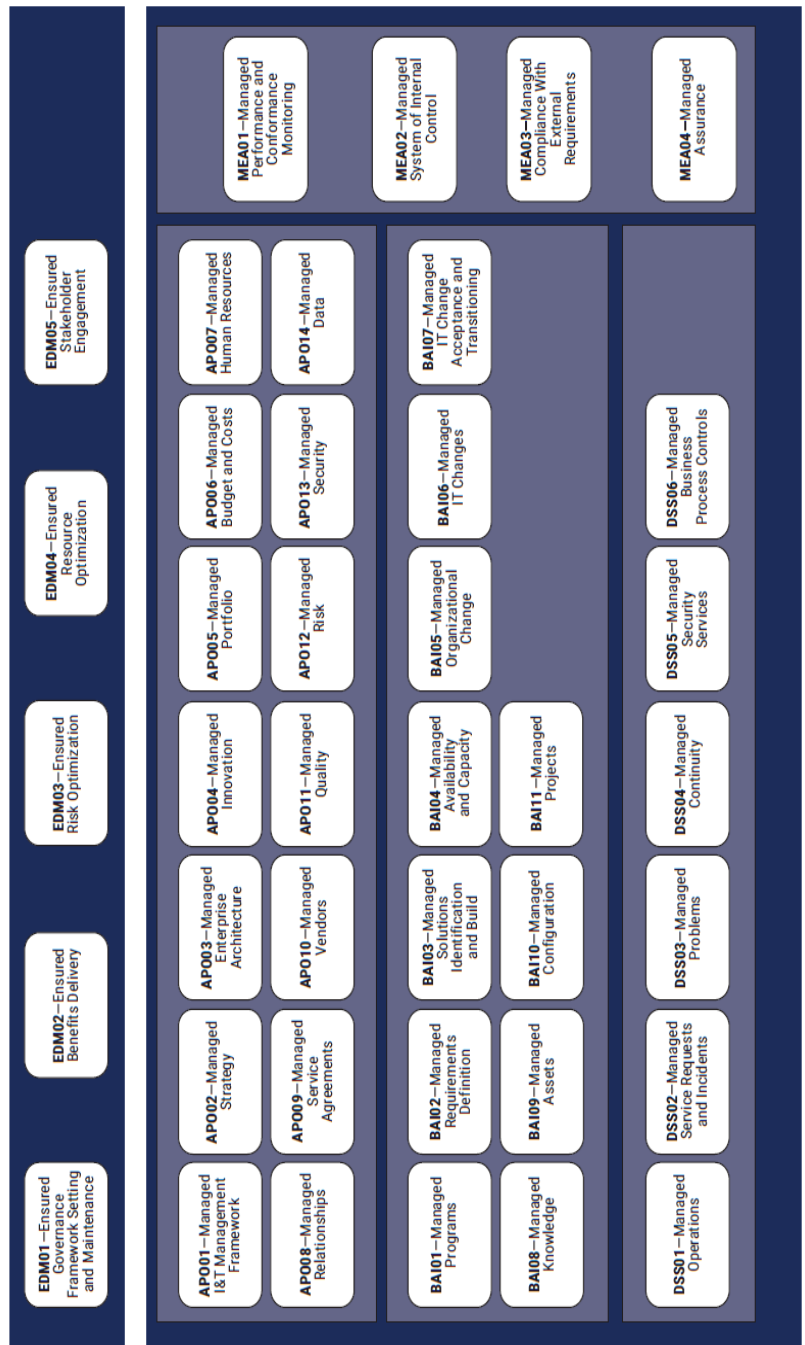 EDM01—Ensured
Governance
Framework Setting
and Maintenance
EDM02—Ensured
Benefits Delivery
EDM03—Ensured
Risk Optimization
EDM04—Ensured
Resource
Optimization
EDM05—Ensured
Stakeholder
Engagement
APO01—Managed
I&T Management
Framework
APO02—Managed
Strategy
APO03—Managed
Enterprise
Architecture
APO04—Managed
Innovation
APO05—Managed
Portfolio
APO06—Managed
Budget and Costs
APO07—Managed
Human Resources
APO08—Managed
Relationships
APO09—Managed
Service
Agreements
APO10—Managed
Vendors
APO11—Managed
Quality
APO12—Managed
Risk
APO13—Managed
Security
APO14—Managed
Data
BAI01—Managed
Programs
BAI02—Managed
Requirements
Definition
BAI03—Managed
Solutions
Identification
and Build
BAI04—Managed
Availability
and Capacity
BAI05—Managed
Organizational
Change
BAI06—Managed
IT Changes
BAI07—Managed
IT Change
Acceptance and
Transitioning
BAI08—Managed
Knowledge
BAI09—Managed
Assets
BAI10—Managed
Configuration
BAI11—Managed
Projects
DSS01—Managed
Operations
DSS02—Managed
Service Requests
and Incidents
DSS03—Managed
Problems
DSS04—Managed
Continuity
DSS05—Managed
Security
Services
DSS06—Managed
Business
Process Controls
MEA01—Managed
Performance and
Conformance
Monitoring
MEA02—Managed
System of Internal
Control
MEA03—Managed
Compliance With
External
Requirements
MEA04—Managed
Assurance